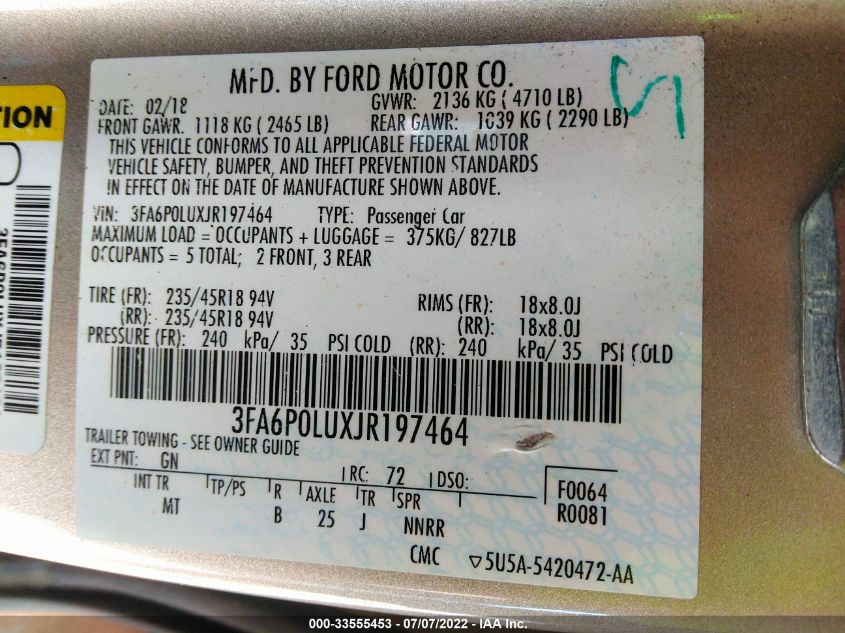 TION
MFD. BY FORD MOTOR CO.
DATE: 02/18 GVWR: 2136 KG ( 4710 LB)
FRONT GAWR: 1118 KG ( 2465 LB) REAR GAWR: 1039 KG ( 2290 LB)
THIS VEHICLE CONFORMS TO ALL APPLICABLE FEDERAL MOTOR
VEHICLE SAFETY, BUMPER, AND THEFT PREVENTION STANDARDS
IN EFFECT ON THE DATE OF MANUFACTURE SHOWN ABOVE.
VIN: 3FA6P0LUXJR197464 TYPE: Passenger Car
MAXIMUM LOAD = OCCUPANTS + LUGGAGE = 375KG/ 827LB
OCCUPANTS = 5 TOTAL; 2 FRONT, 3 REAR
TIRE (FR): 235/45R18 94V RIMS (FR): 18x8.0J
(RR): 235/45R18 94V (RR): 18x8.0J
PRESSURE (FR): 240 kPa/ 35 PSI COLD (RR): 240 kPa/ 35 PSI COLD
3FA6P0LUXJR197464
TRAILER TOWING - SEE OWNER GUIDE
EXT PNT: GN RC: 72 DSO: F0064
INT TR TP/PS R AXLE TR SPR R0081
MT B 25 J NNRR
CMC ▽5U5A-5420472-AA
000-33555453 - 07/07/2022 - IAA Inc.